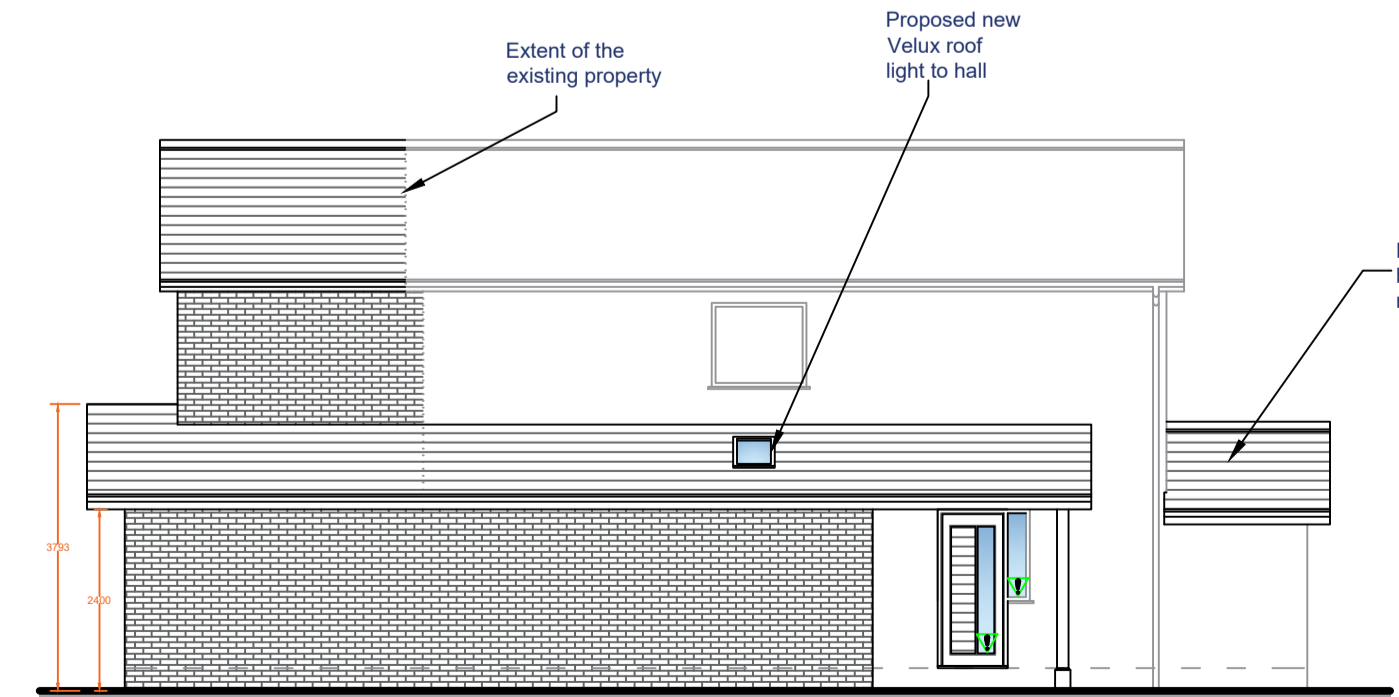 Proposed new
Velux roof
light to hall
Extent of the
existing property
3793
2400